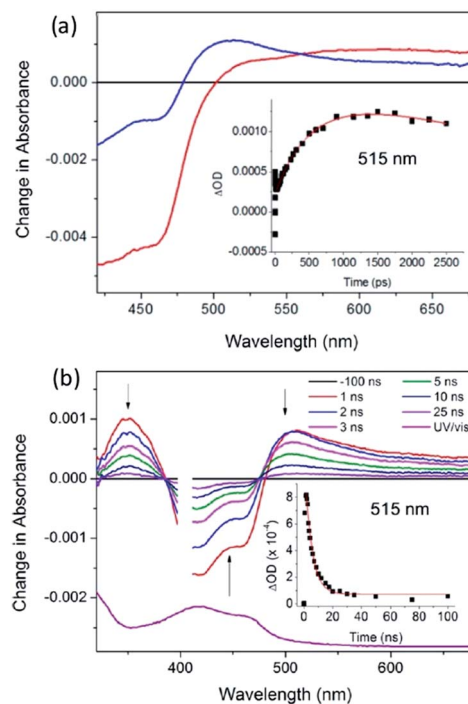 (a)
0.000
-0.002
-0.004
Change in Absorbance
450 500 550 600 650
Wavelength (nm)
515 nm
0.0010
0.0005
0.0000
-0.0005
ΔOD
0 500 1000 1500 2000 2500
Time (ps)
(b)
0.001
0.000
-0.001
-0.002
Change in Absorbance
400 500 600
Wavelength (nm)
-100 ns 5 ns
1 ns 10 ns
2 ns 25 ns
3 ns UV/vis
515 nm
8
6
4
2
0
ΔOD (x 10⁻⁴)
0 20 40 60 80 100
Time (ns)